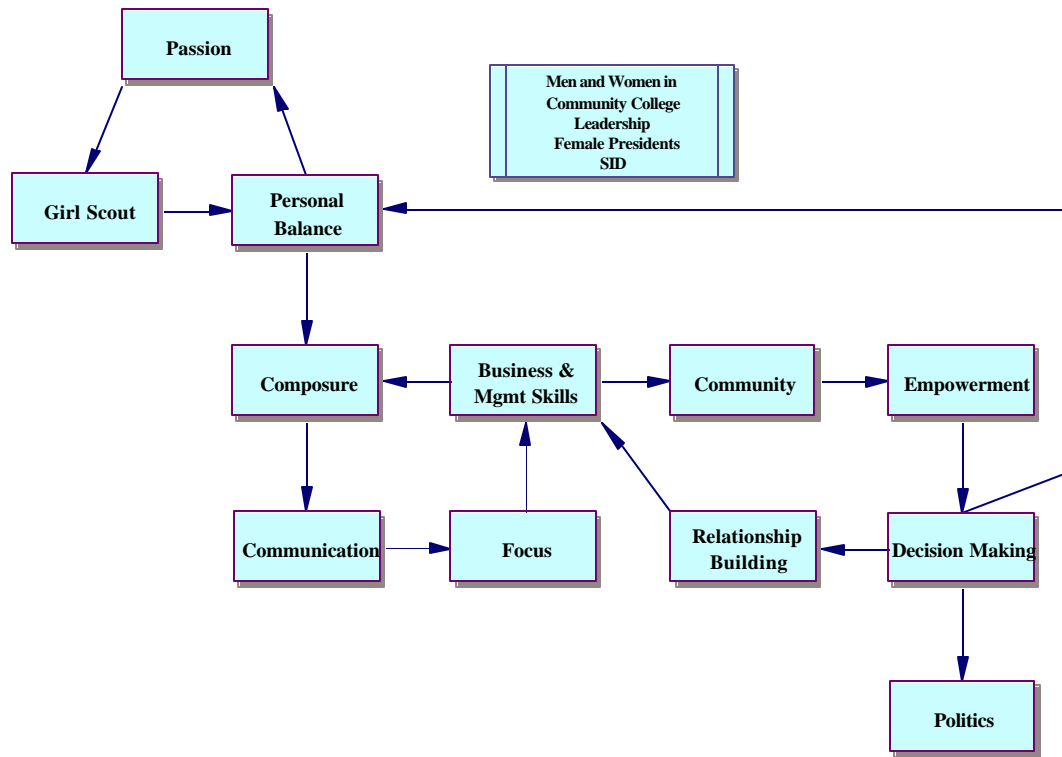 Passion
Men and Women in
Community College
Leadership
Female Presidents
SID
Girl Scout
Personal
Balance
Composure
Business &
Mgmt Skills
Community
Empowerment
Communication
Focus
Relationship
Building
Decision Making
Politics